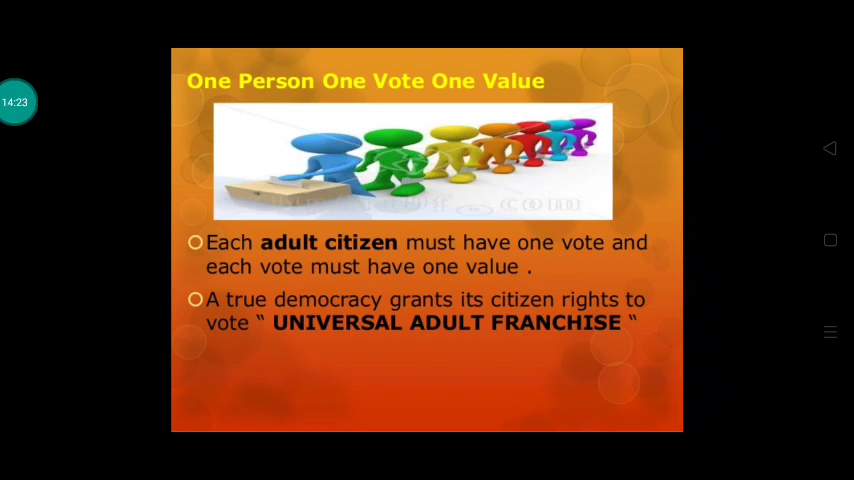 One Person One Vote One Value
14:23
Each adult citizen must have one vote and
each vote must have one value .
A true democracy grants its citizen rights to
vote “ UNIVERSAL ADULT FRANCHISE “